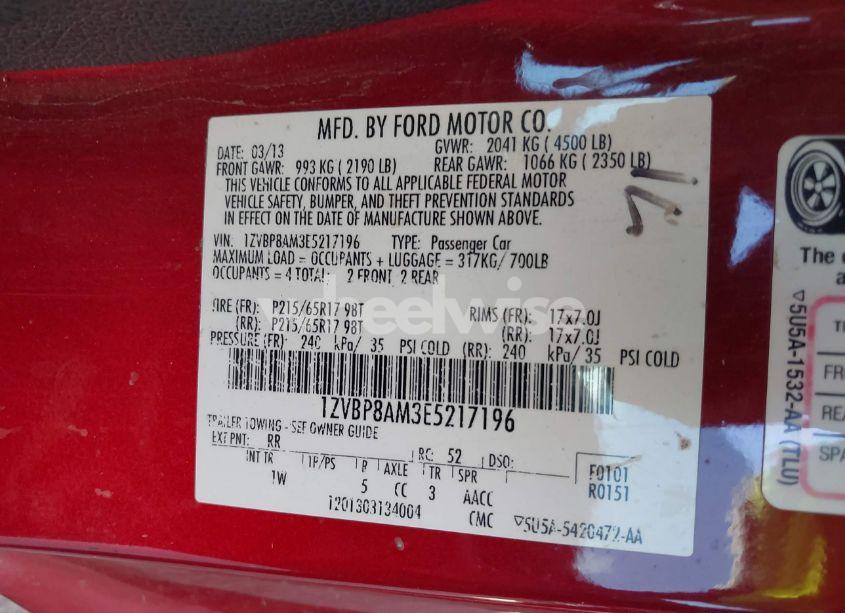 MFD. BY FORD MOTOR CO.
DATE: 03/13 GVWR: 2041 KG ( 4500 LB)
FRONT GAWR: 993 KG ( 2190 LB) REAR GAWR: 1066 KG ( 2350 LB)
THIS VEHICLE CONFORMS TO ALL APPLICABLE FEDERAL MOTOR
VEHICLE SAFETY, BUMPER, AND THEFT PREVENTION STANDARDS
IN EFFECT ON THE DATE OF MANUFACTURE SHOWN ABOVE.
VIN: 1ZVBP8AM3E5217196 TYPE: Passenger Car
MAXIMUM LOAD = OCCUPANTS + LUGGAGE = 317KG/ 700LB
OCCUPANTS = 4 TOTAL: 2 FRONT, 2 REAR
TIRE (FR): P215/65R17 98T RIMS (FR): 17x7.0J
(RR): P215/65R17 98T (RR): 17x7.0J
PRESSURE (FR): 240 kPa/ 35 PSI COLD (RR): 240 kPa/ 35 PSI COLD
wheelwise
1ZVBP8AM3E5217196
TRAILER TOWING - SEE OWNER GUIDE
EXT PNT: RR RC: 52 DSO: F0101
INT TR TP/PS R AXLE TR SPR R0151
1W 5 CC 3 AACC
1201303134004 CMC ▽5U5A-5420472-AA
The
▽5U5A-1532-AA (TLU)
FR
REA
SPA